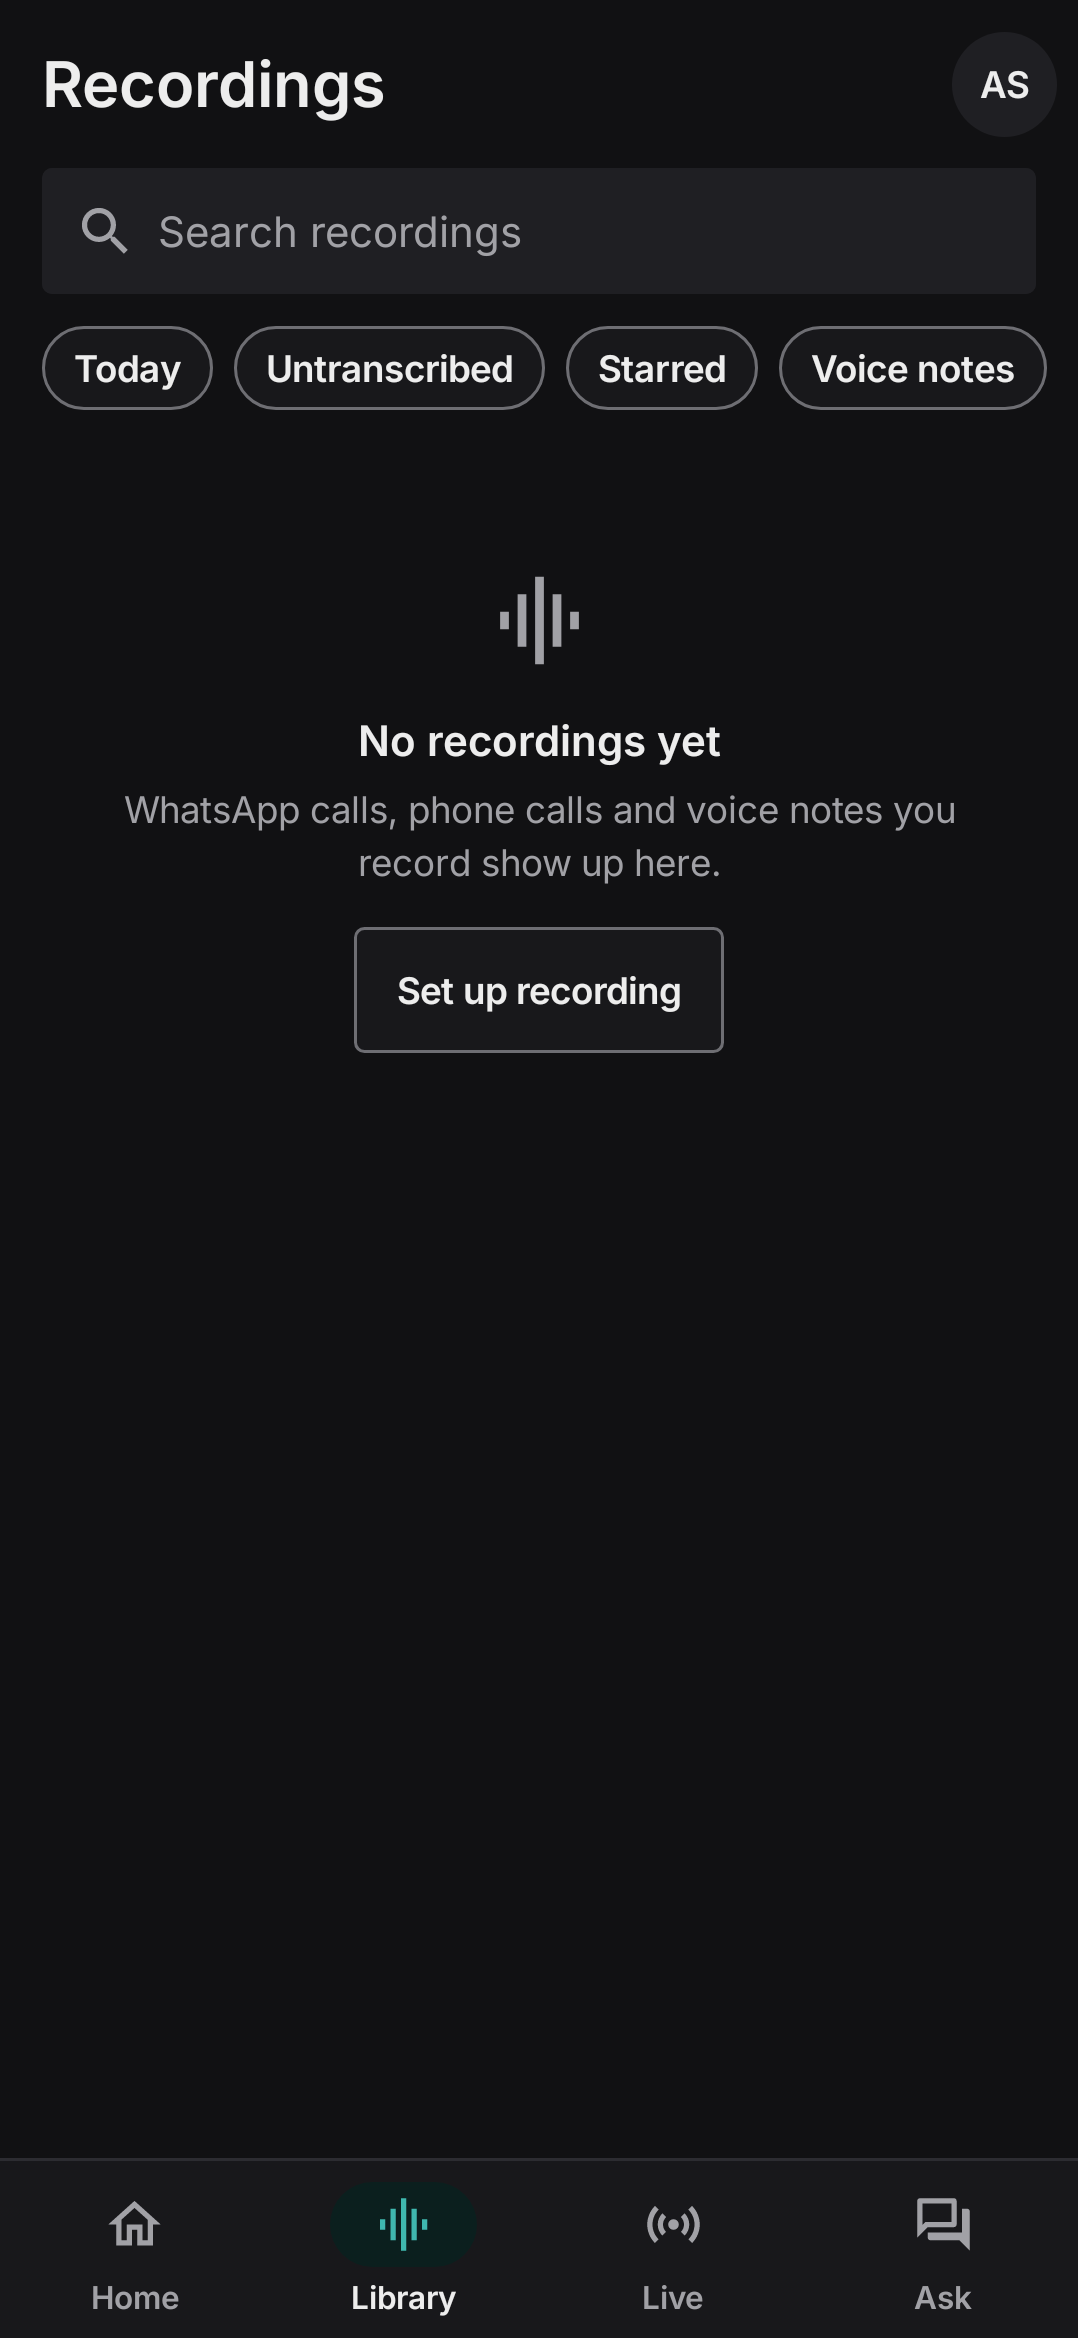 Recordings
AS
Search recordings
Today
Untranscribed
Starred
Voice notes
No recordings yet
WhatsApp calls, phone calls and voice notes you
record show up here.
Set up recording
Home
Library
Live
Ask